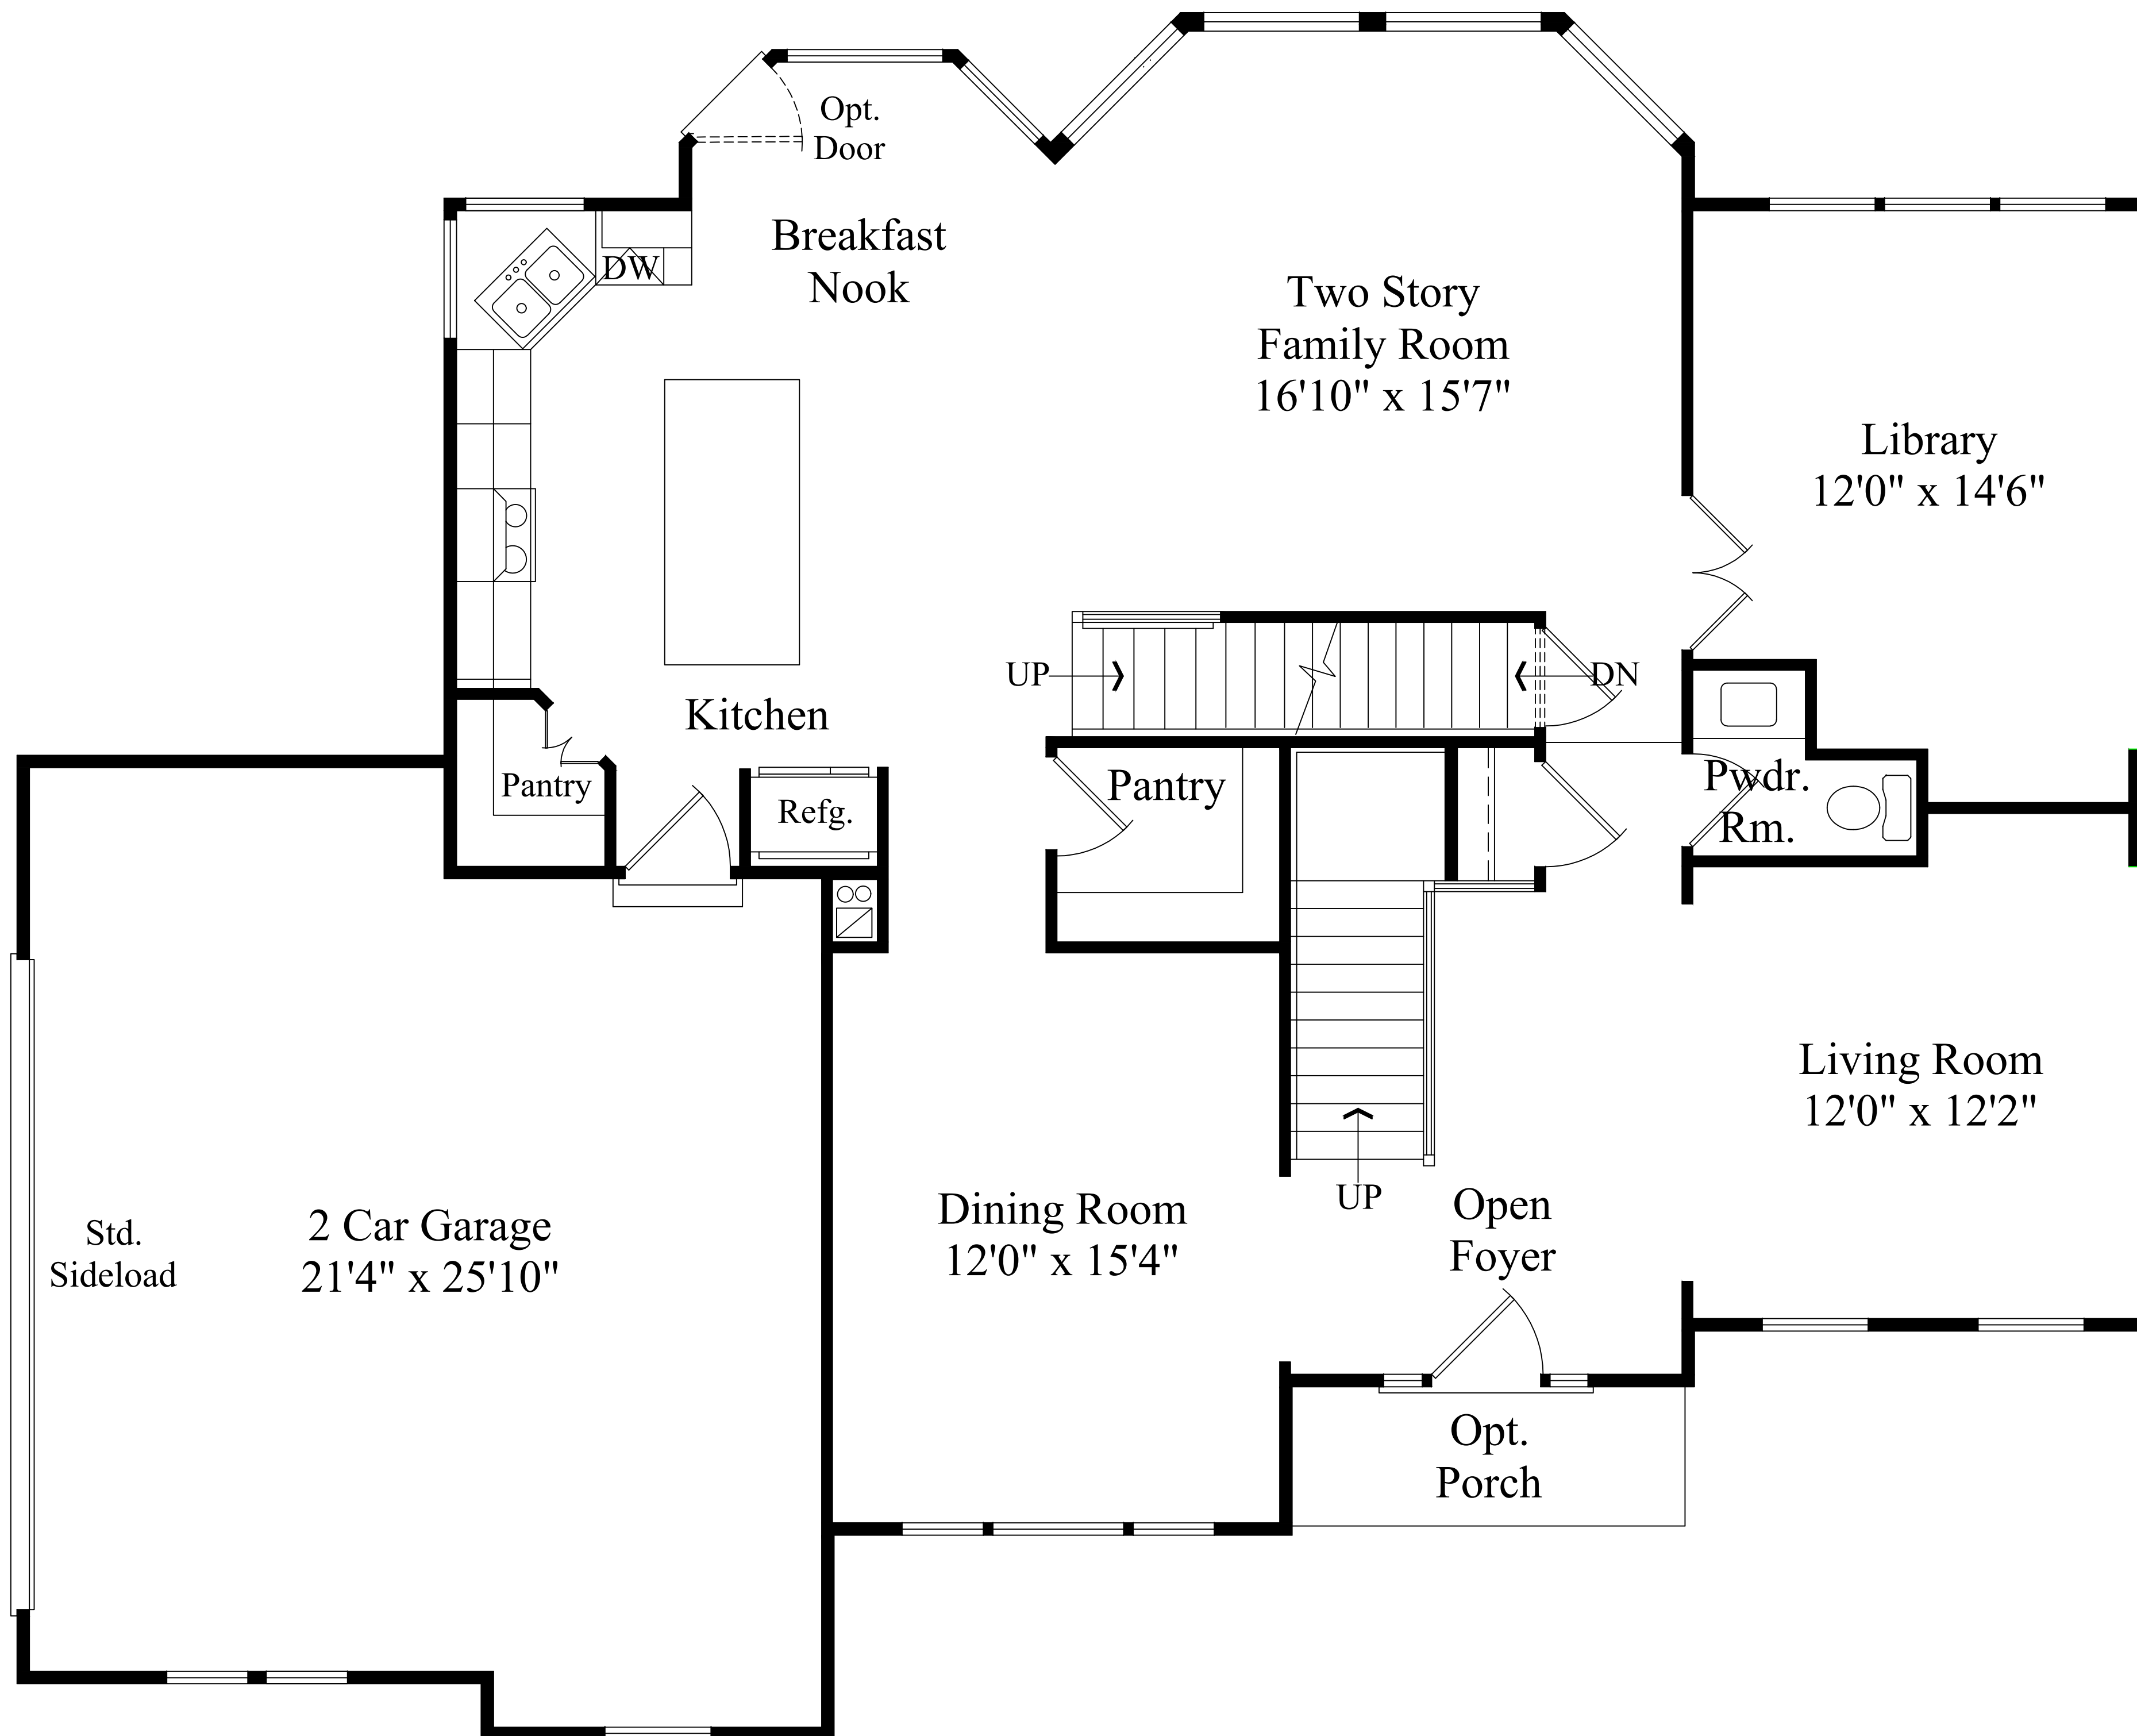 Opt.
Door
Breakfast
Nook
DW
Two Story
Family Room
16'10" x 15'7"
Library
12'0" x 14'6"
UP
DN
Kitchen
Pantry
Refg.
Pantry
Pwdr.
Rm.
Living Room
12'0" x 12'2"
Std.
Sideload
2 Car Garage
21'4" x 25'10"
Dining Room
12'0" x 15'4"
UP
Open
Foyer
Opt.
Porch